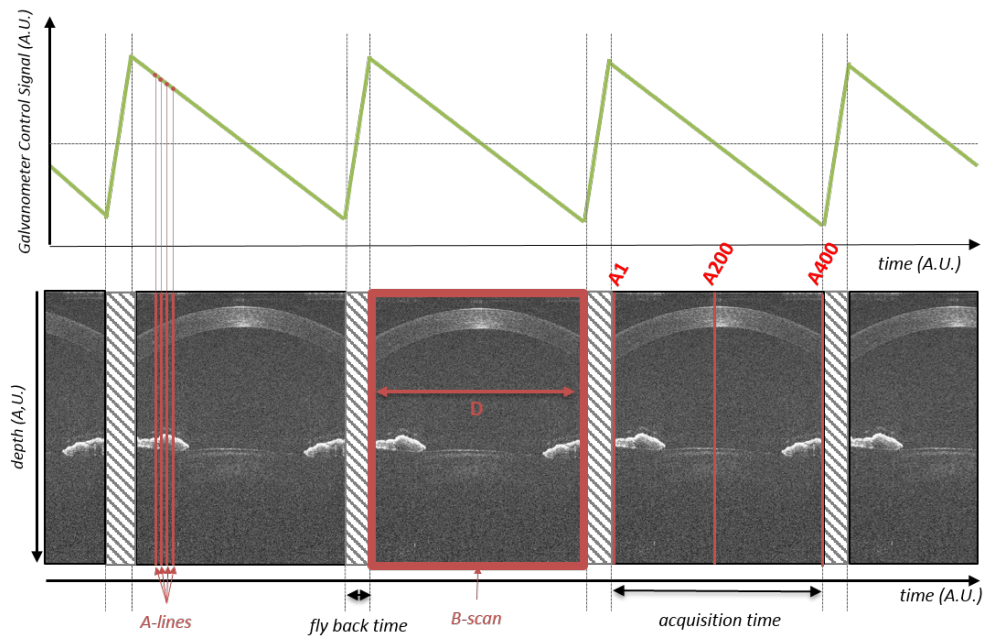 Galvanometer Control Signal (A.U.)
time (A.U.)
A1
A200
A400
depth (A,U.)
D
time (A.U.)
A-lines
fly back time
B-scan
acquisition time